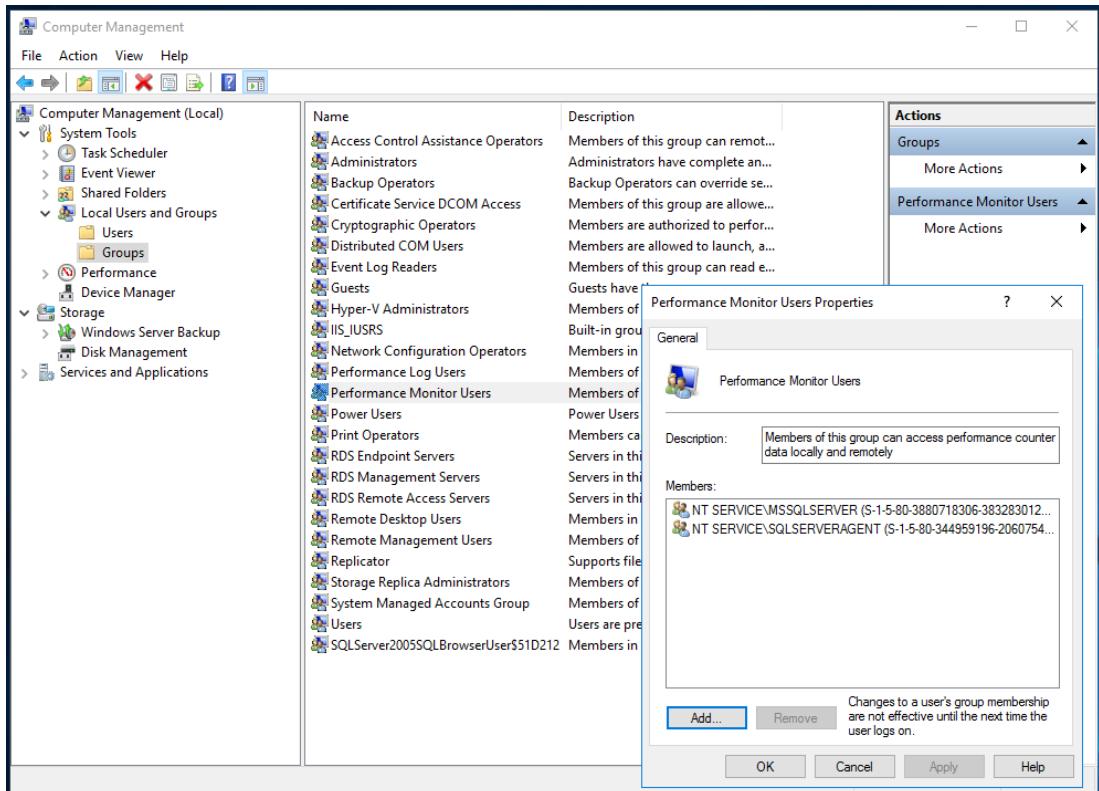 Computer Management
File Action View Help
Computer Management (Local)
System Tools
Task Scheduler
Event Viewer
Shared Folders
Local Users and Groups
Users
Groups
Performance
Device Manager
Storage
Windows Server Backup
Disk Management
Services and Applications
Name Description
Access Control Assistance Operators Members of this group can remot...
Administrators Administrators have complete an...
Backup Operators Backup Operators can override se...
Certificate Service DCOM Access Members of this group are allowe...
Cryptographic Operators Members are authorized to perfor...
Distributed COM Users Members are allowed to launch, a...
Event Log Readers Members of this group can read e...
Guests Guests have
Hyper-V Administrators Members of
IIS_IUSRS Built-in grou
Network Configuration Operators Members in
Performance Log Users Members of
Performance Monitor Users Members of
Power Users Power Users
Print Operators Members ca
RDS Endpoint Servers Servers in thi
RDS Management Servers Servers in thi
RDS Remote Access Servers Servers in thi
Remote Desktop Users Members in
Remote Management Users Members of
Replicator Supports file
Storage Replica Administrators Members of
System Managed Accounts Group Members of
Users Users are pre
SQLServer2005SQLBrowserUser$51D212 Members in
Actions
Groups
More Actions
Performance Monitor Users
More Actions
Performance Monitor Users Properties ?
General
Performance Monitor Users
Description: Members of this group can access performance counter
data locally and remotely
Members:
NT SERVICE\MSSQLSERVER (S-1-5-80-3880718306-383283012...
NT SERVICE\SQLSERVERAGENT (S-1-5-80-344959196-2060754...
Add... Remove
Changes to a user's group membership
are not effective until the next time the
user logs on.
OK Cancel Apply Help